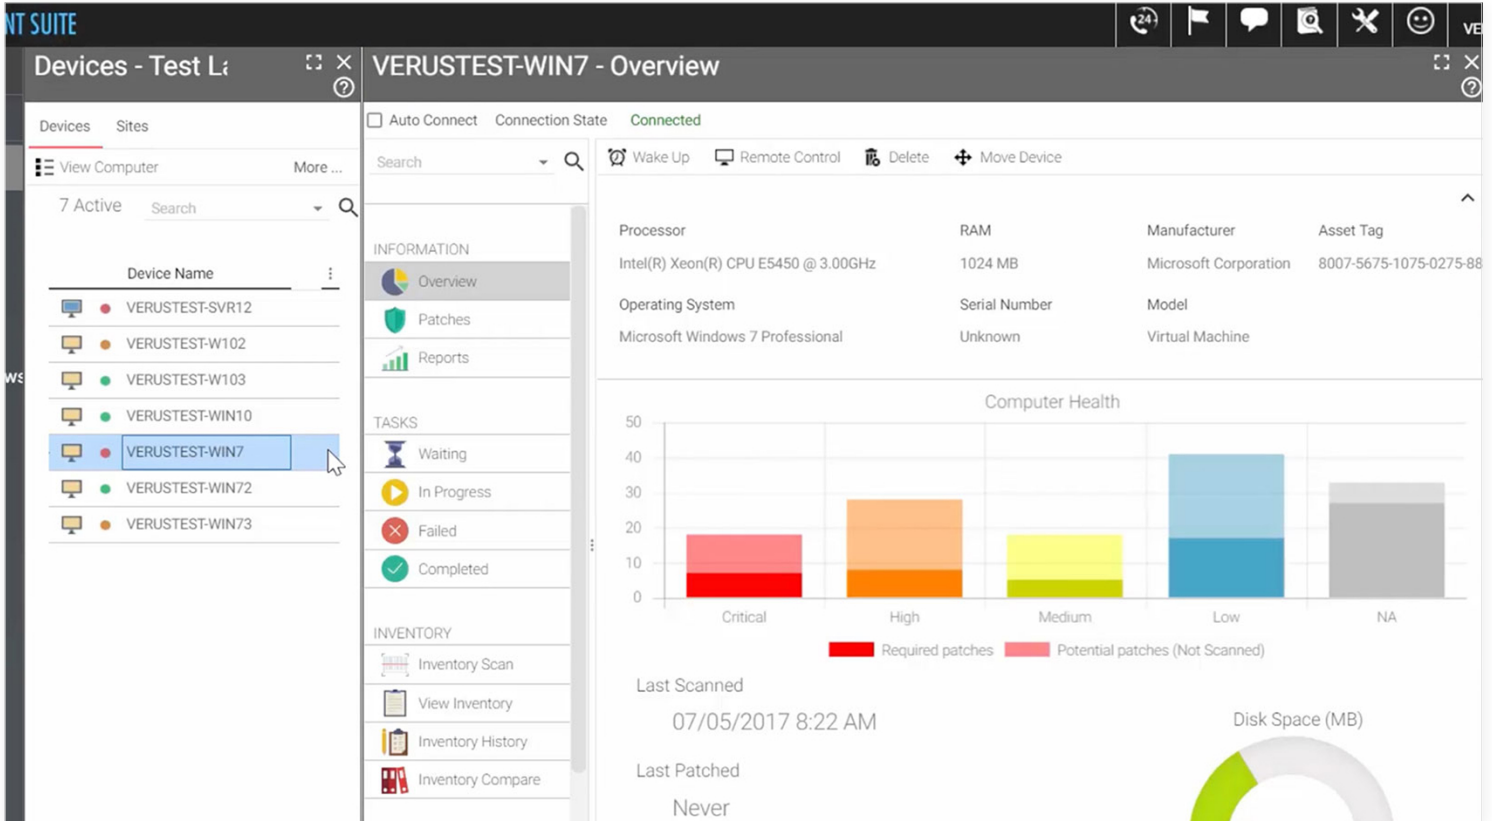 NT SUITE
24
VE
Devices - Test La
VERUSTEST-WIN7 - Overview
Devices
Sites
View Computer
More ...
7 Active
Search
Device Name
VERUSTEST-SVR12
VERUSTEST-W102
VERUSTEST-W103
VERUSTEST-WIN10
VERUSTEST-WIN7
VERUSTEST-WIN72
VERUSTEST-WIN73
ws
Auto Connect
Connection State
Connected
Search
INFORMATION
Overview
Patches
Reports
TASKS
Waiting
In Progress
Failed
Completed
INVENTORY
Inventory Scan
View Inventory
Inventory History
Inventory Compare
Wake Up
Remote Control
Delete
Move Device
Processor
RAM
Manufacturer
Asset Tag
Intel(R) Xeon(R) CPU E5450 @ 3.00GHz
1024 MB
Microsoft Corporation
8007-5675-1075-0275-88
Operating System
Serial Number
Model
Microsoft Windows 7 Professional
Unknown
Virtual Machine
Computer Health
50
40
30
20
10
0
Critical
High
Medium
Low
NA
Required patches
Potential patches (Not Scanned)
Last Scanned
07/05/2017 8:22 AM
Disk Space (MB)
Last Patched
Never